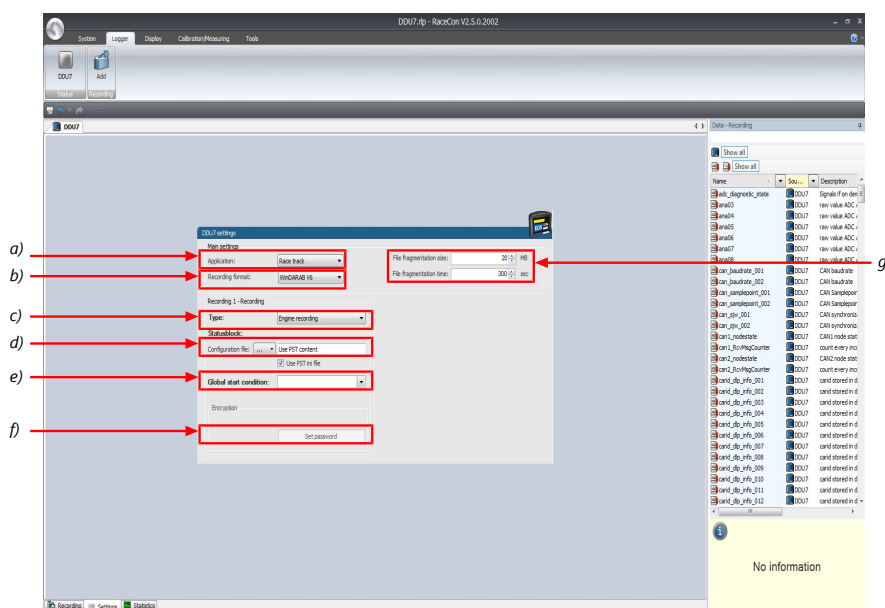 DDU7.rlp - RaceCon V2.5.0.2002
System Logger Display Calibration/Measuring Tools
DDU7 Add
Status Recording
DDU7
Data - Recording
Show all
Show all
Name Sou... Description
adc_diagnostic_state DDU7 Signals if on den
ana03 DDU7 raw value ADC
ana04 DDU7 raw value ADC
ana05 DDU7 raw value ADC
ana06 DDU7 raw value ADC
ana07 DDU7 raw value ADC
ana08 DDU7 raw value ADC
can_baudrate_001 DDU7 CAN baudrate
can_baudrate_002 DDU7 CAN baudrate
can_samplepoint_001 DDU7 CAN Samplepoir
can_samplepoint_002 DDU7 CAN Samplepoir
can_sjw_001 DDU7 CAN synchroniz
can_sjw_002 DDU7 CAN synchroniz
can1_nodestate DDU7 CAN1 node stat
can1_RcvMsgCounter DDU7 count every inco
can2_nodestate DDU7 CAN2 node stat
can2_RcvMsgCounter DDU7 count every inco
carid_dlp_info_001 DDU7 carid stored in d
carid_dlp_info_002 DDU7 carid stored in d
carid_dlp_info_003 DDU7 carid stored in d
carid_dlp_info_004 DDU7 carid stored in d
carid_dlp_info_005 DDU7 carid stored in d
carid_dlp_info_006 DDU7 carid stored in d
carid_dlp_info_007 DDU7 carid stored in d
carid_dlp_info_008 DDU7 carid stored in d
carid_dlp_info_009 DDU7 carid stored in d
carid_dlp_info_010 DDU7 carid stored in d
carid_dlp_info_011 DDU7 carid stored in d
carid_dlp_info_012 DDU7 carid stored in d
No information
DDU7 settings
Main settings
a) Application: Race track
b) Recording format: WinDARAB V6
File fragmentation size: 20 MB
File fragmentation time: 300 sec
g
Recording 1 - Recording
c) Type: Engine recording
Statusblock:
d) Configuration file: ... Use PST content
Use PST ini file
e) Global start condition:
Encryption
f) Set password
Recording Settings Statistics